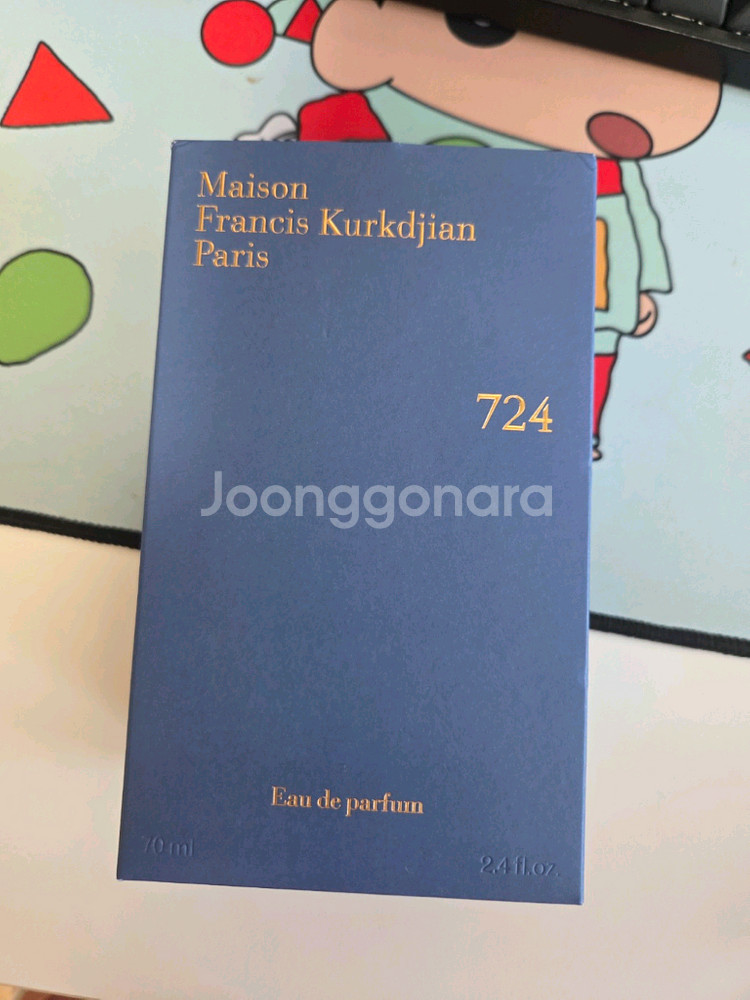 Maison
Francis Kurkdjian
Paris
724
Joonggonara
Eau de parfum
70 ml
2.4 fl.oz.